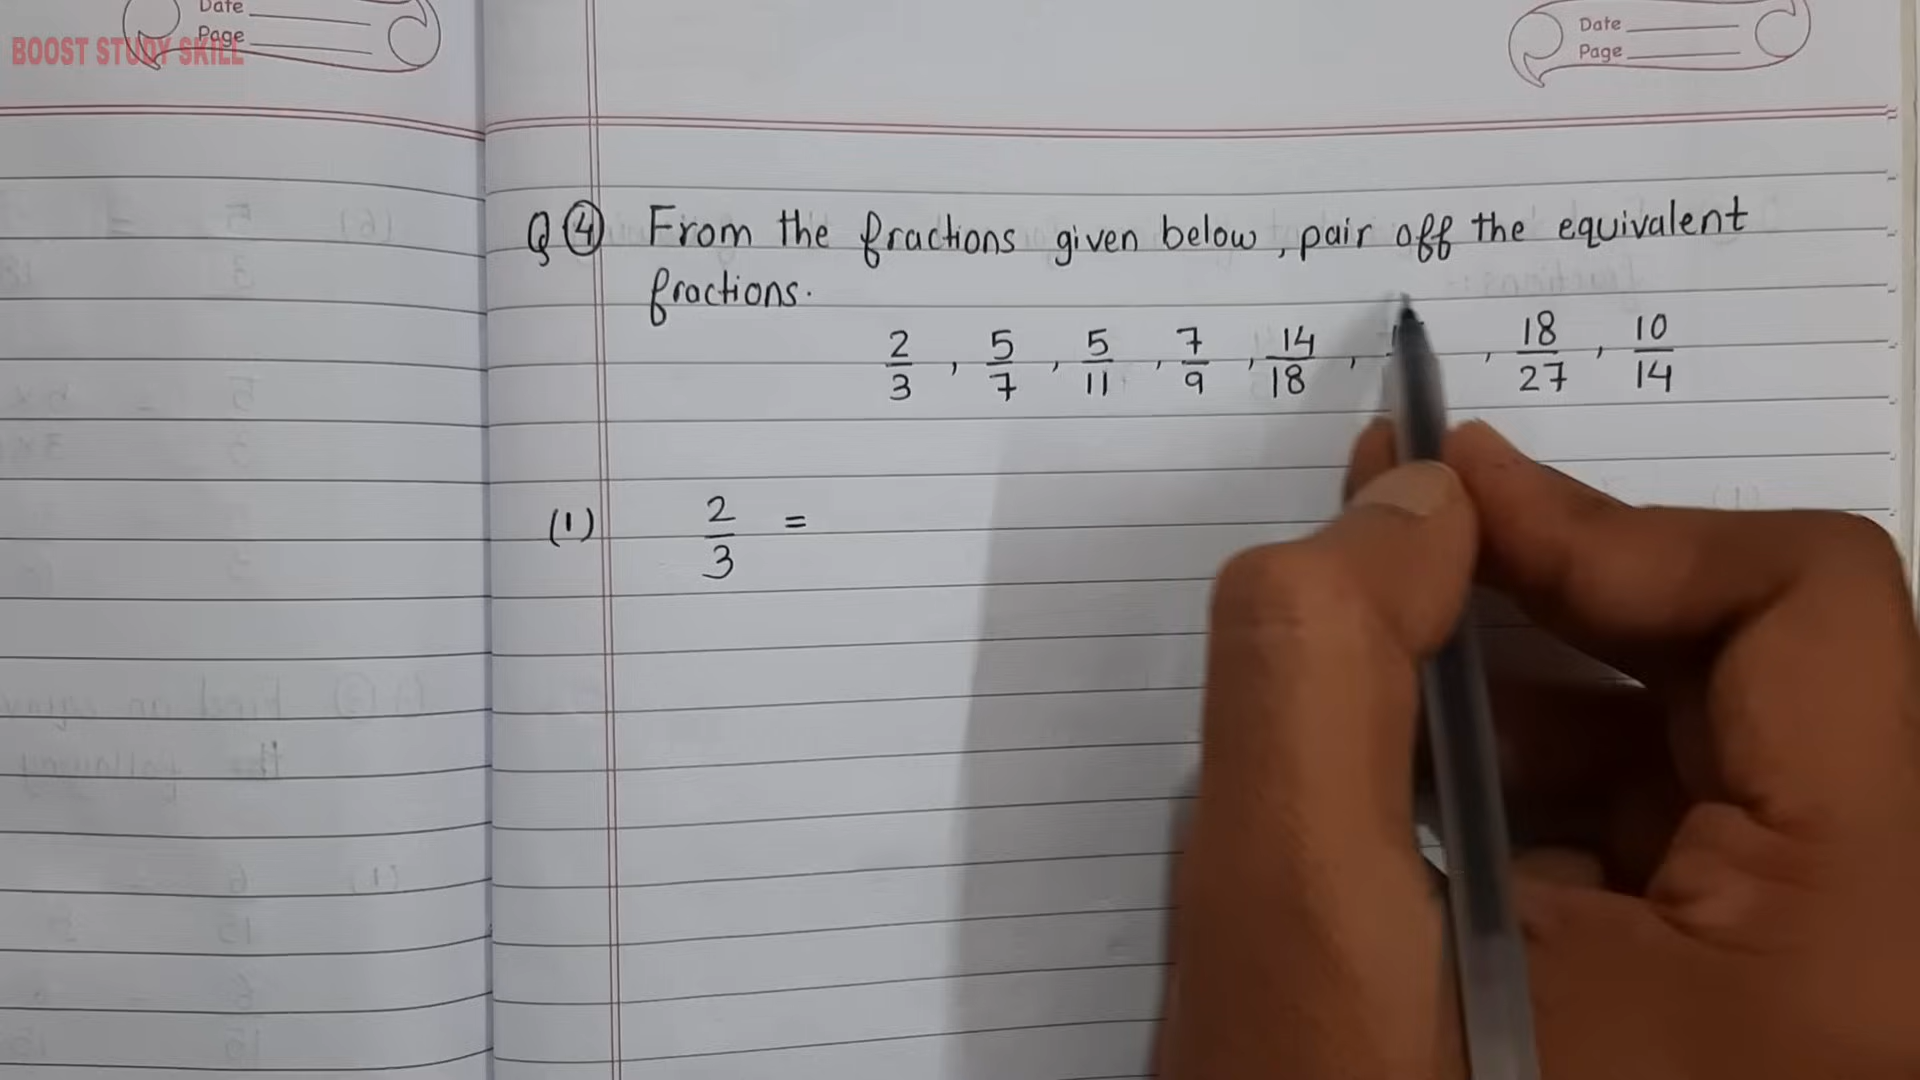 Date
Page
BOOST STUDY SKILL
Date
Page
Q ④ From the fractions given below, pair off the equivalent
fractions.
2/3 , 5/7 , 5/11 , 7/9 , 14/18 , , 18/27 , 10/14
(1) 2/3 =